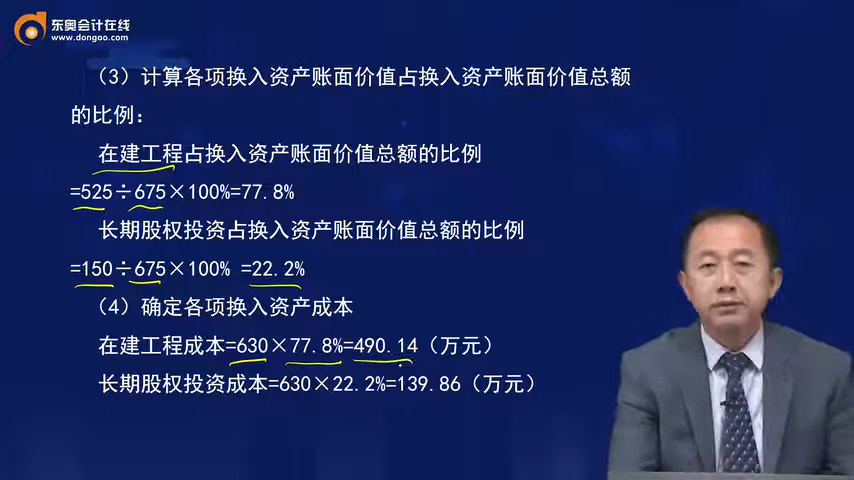 东奥会计在线
www.dongao.com
（3）计算各项换入资产账面价值占换入资产账面价值总额
的比例：
在建工程占换入资产账面价值总额的比例
=525÷675×100%=77.8%
长期股权投资占换入资产账面价值总额的比例
=150÷675×100% =22.2%
（4）确定各项换入资产成本
在建工程成本=630×77.8%=490.14（万元）
长期股权投资成本=630×22.2%=139.86（万元）